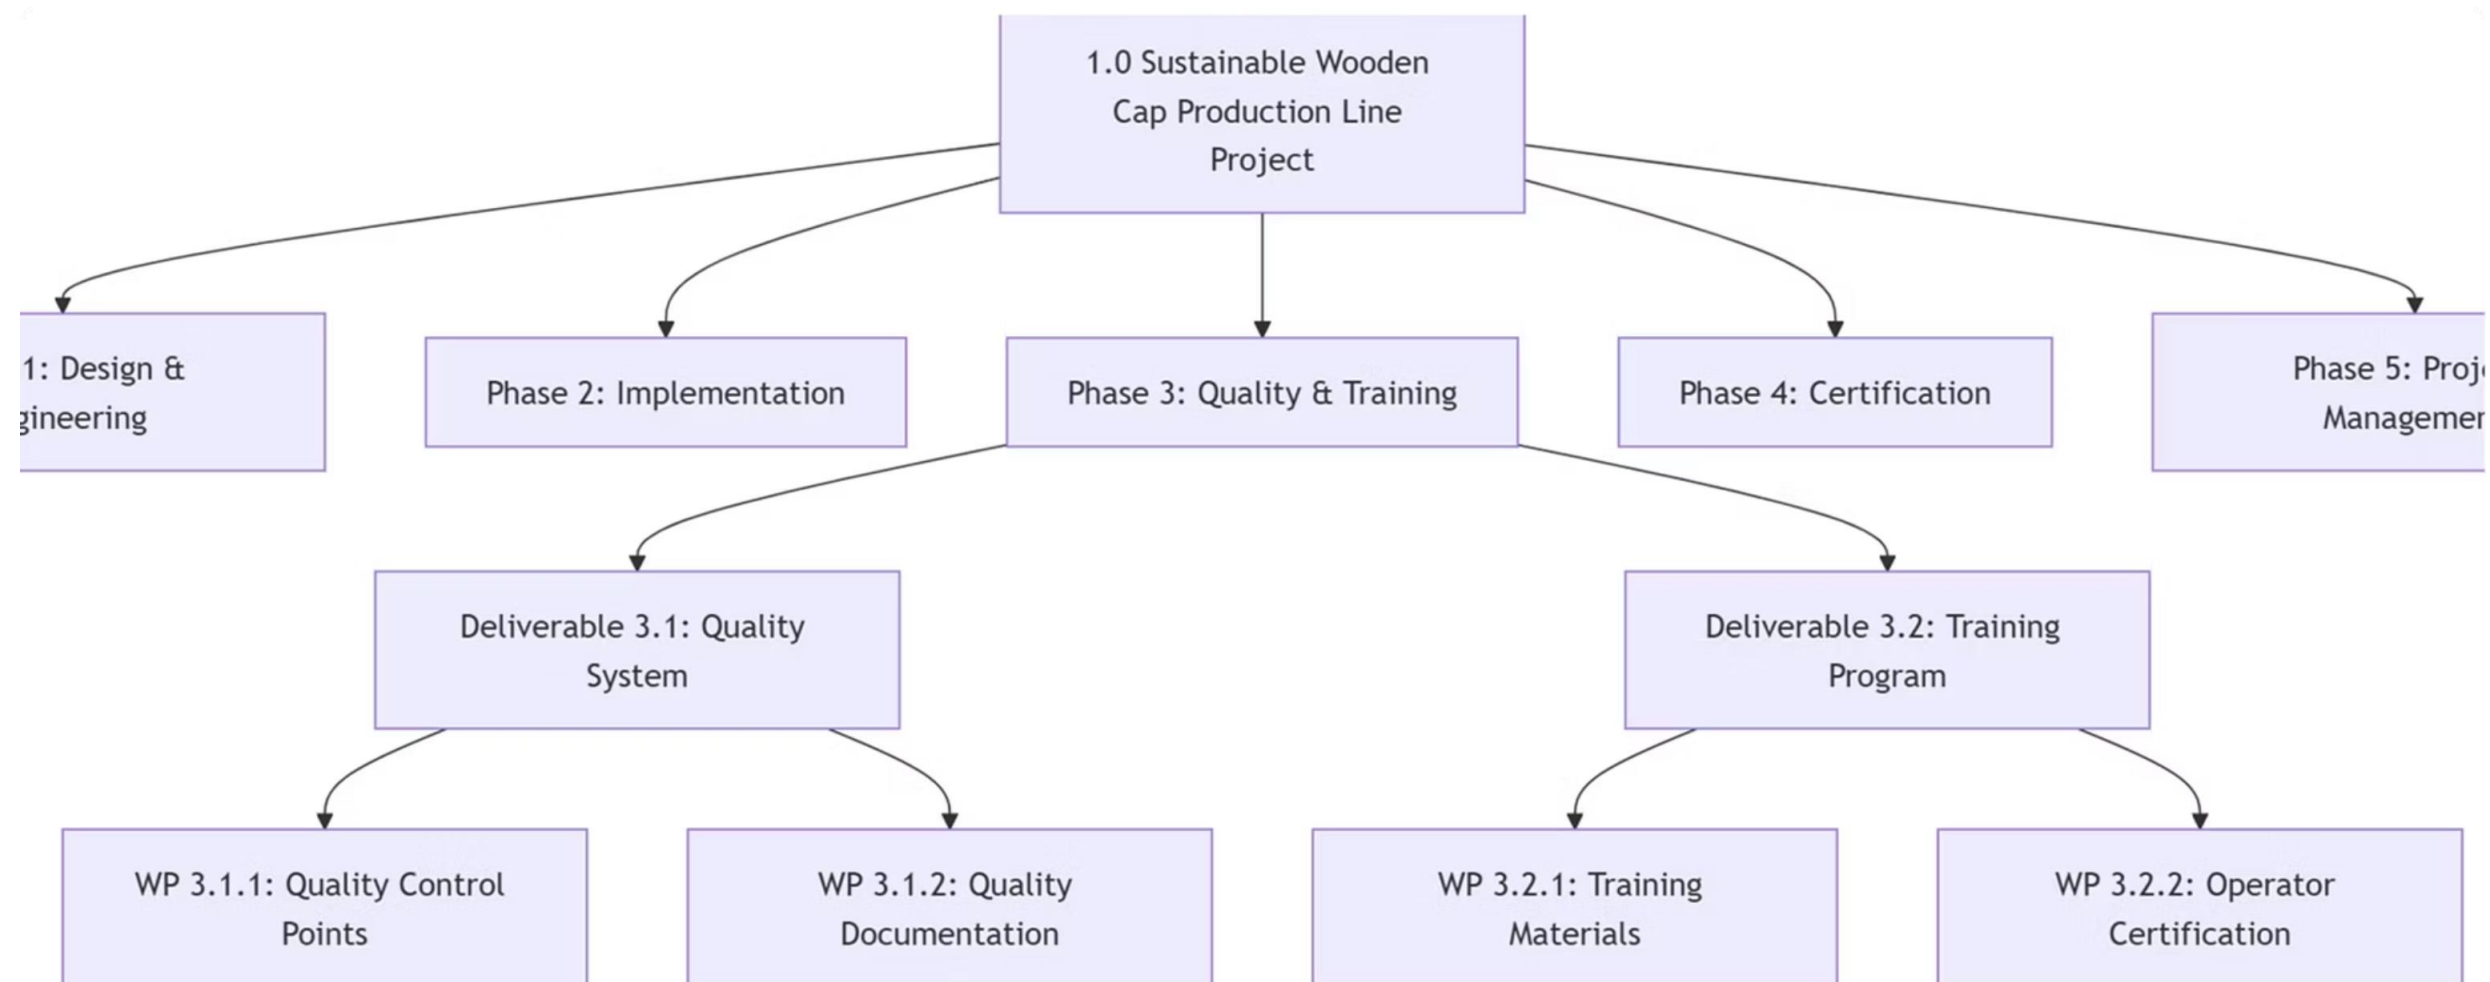 1.0 Sustainable Wooden
Cap Production Line
Project
1: Design &
Phase 2: Implementation
Phase 3: Quality & Training
Phase 4: Certification
Phase 5:
Deliverable 3.1: Quality
System
Deliverable 3.2: Training
Program
WP 3.1.1: Quality Control
Points
WP 3.1.2: Quality
Documentation
WP 3.2.1: Training
Materials
WP 3.2.2: Operator
Certification